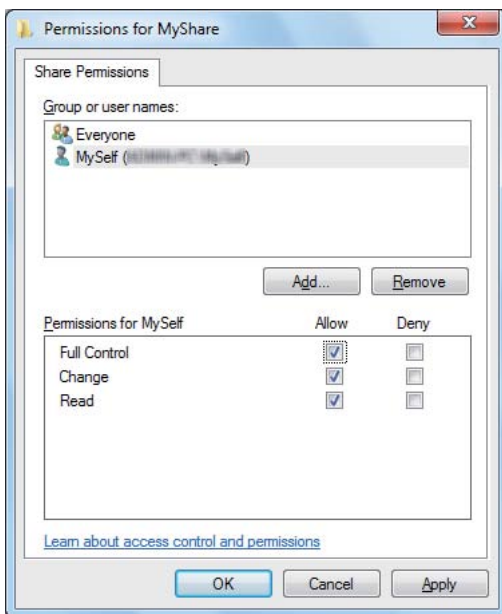 Permissions for MyShare
Share Permissions
Group or user names:
Everyone
MySelf (
)
Add... Remove
Permissions for MySelf Allow Deny
Full Control
Change
Read
Learn about access control and permissions
OK Cancel Apply